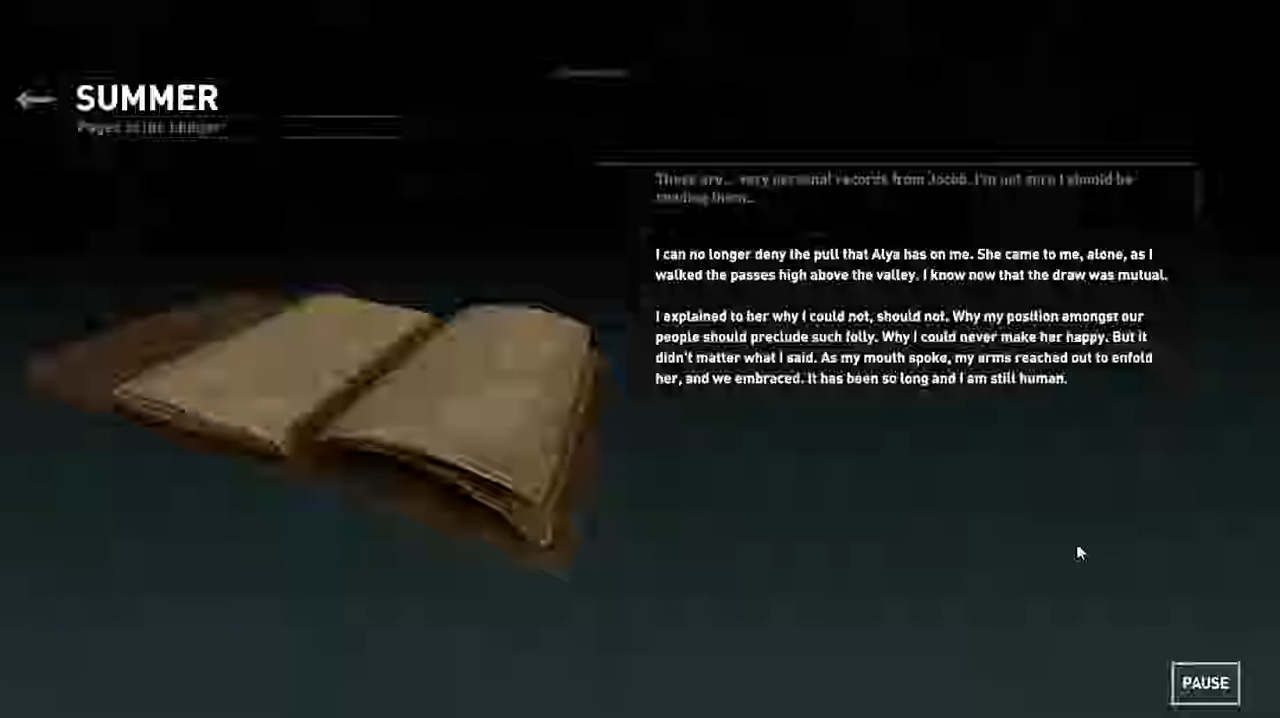 SUMMER
These are... very personal records from Jacob. I'm not sure I should be
reading them...
I can no longer deny the pull that Alya has on me. She came to me, alone, as I
walked the passes high above the valley. I know now that the draw was mutual.
I explained to her why I could not, should not. Why my position amongst our
people should preclude such folly. Why I could never make her happy. But it
didn't matter what I said. As my mouth spoke, my arms reached out to enfold
her, and we embraced. It has been so long and I am still human.
PAUSE